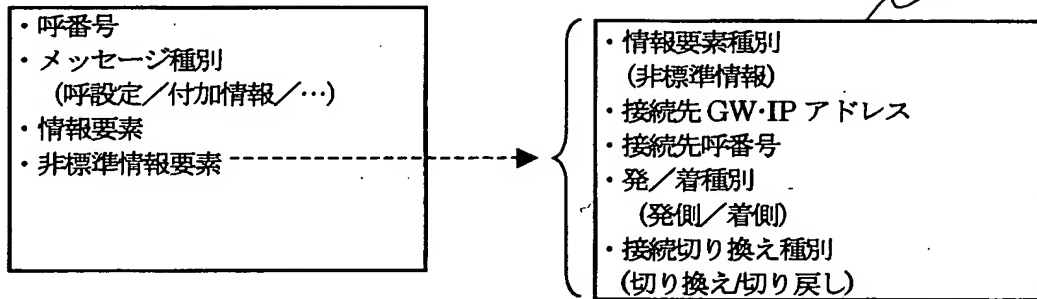 ・呼番号
・メッセージ種別
(呼設定／付加情報／…)
・情報要素
・非標準情報要素
・情報要素種別
(非標準情報)
・接続先 GW・IP アドレス
・接続先呼番号
・発／着種別
(発側／着側)
・接続切り換え種別
(切り換え/切り戻し)